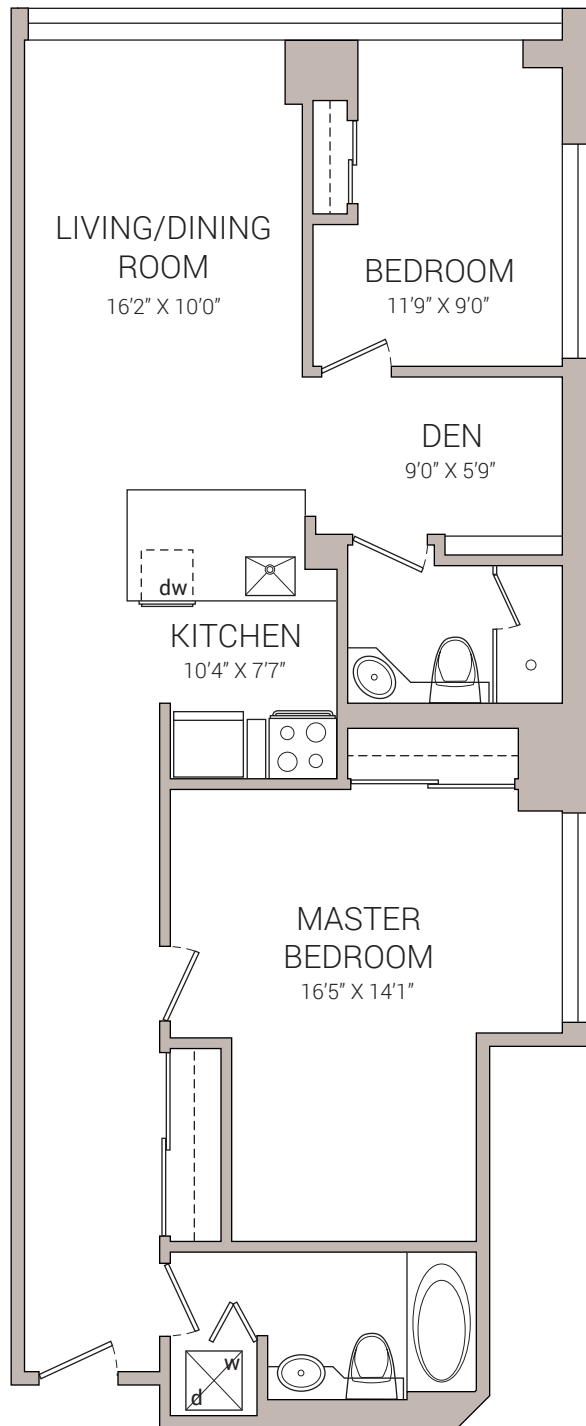 LIVING/DINING
ROOM
16'2" X 10'0"
BEDROOM
11'9" X 9'0"
DEN
9'0" X 5'9"
dw
KITCHEN
10'4" X 7'7"
MASTER
BEDROOM
16'5" X 14'1"
w
d